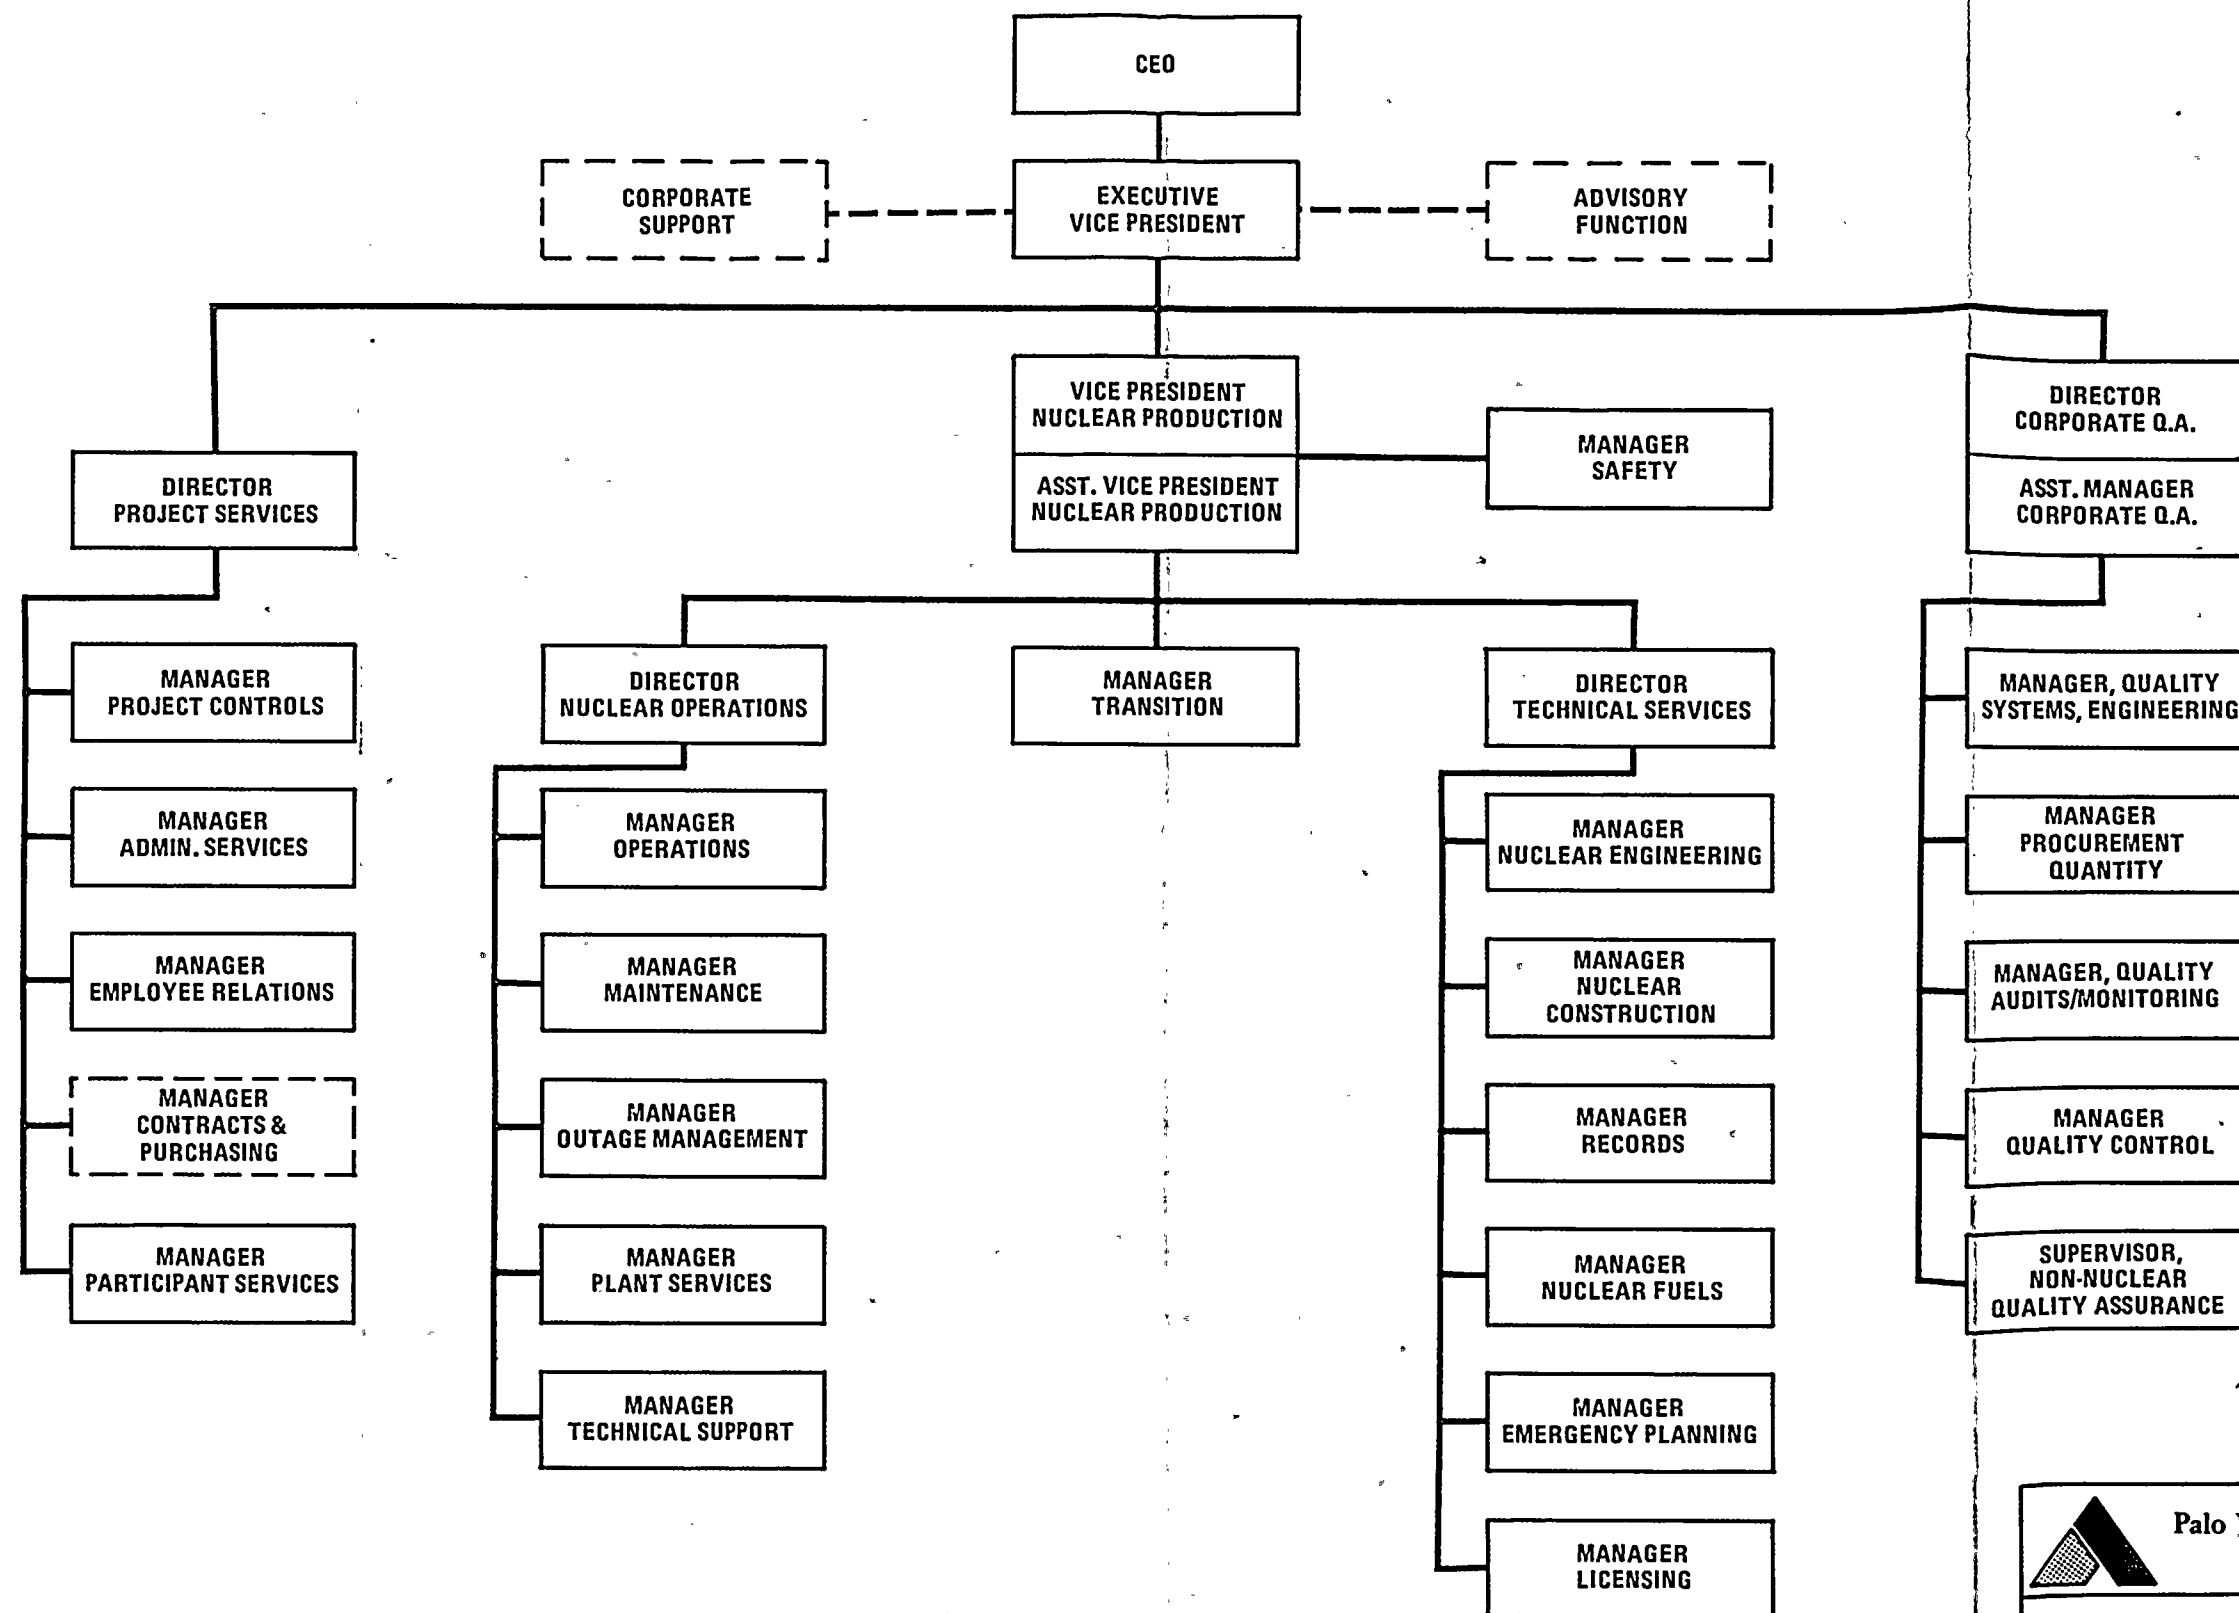 CEO
CORPORATE
SUPPORT
EXECUTIVE
VICE PRESIDENT
ADVISORY
FUNCTION
VICE PRESIDENT
NUCLEAR PRODUCTION
ASST. VICE PRESIDENT
NUCLEAR PRODUCTION
MANAGER
SAFETY
DIRECTOR
CORPORATE Q.A.
ASST. MANAGER
CORPORATE Q.A.
DIRECTOR
PROJECT SERVICES
MANAGER
PROJECT CONTROLS
MANAGER
ADMIN. SERVICES
MANAGER
EMPLOYEE RELATIONS
MANAGER
CONTRACTS &
PURCHASING
MANAGER
PARTICIPANT SERVICES
DIRECTOR
NUCLEAR OPERATIONS
MANAGER
OPERATIONS
MANAGER
MAINTENANCE
MANAGER
OUTAGE MANAGEMENT
MANAGER
PLANT SERVICES
MANAGER
TECHNICAL SUPPORT
MANAGER
TRANSITION
DIRECTOR
TECHNICAL SERVICES
MANAGER
NUCLEAR ENGINEERING
MANAGER
NUCLEAR
CONSTRUCTION
MANAGER
RECORDS
MANAGER
NUCLEAR FUELS
MANAGER
EMERGENCY PLANNING
MANAGER
LICENSING
MANAGER, QUALITY
SYSTEMS, ENGINEERING
MANAGER
PROCUREMENT
QUANTITY
MANAGER, QUALITY
AUDITS/MONITORING
MANAGER
QUALITY CONTROL
SUPERVISOR,
NON-NUCLEAR
QUALITY ASSURANCE
Palo